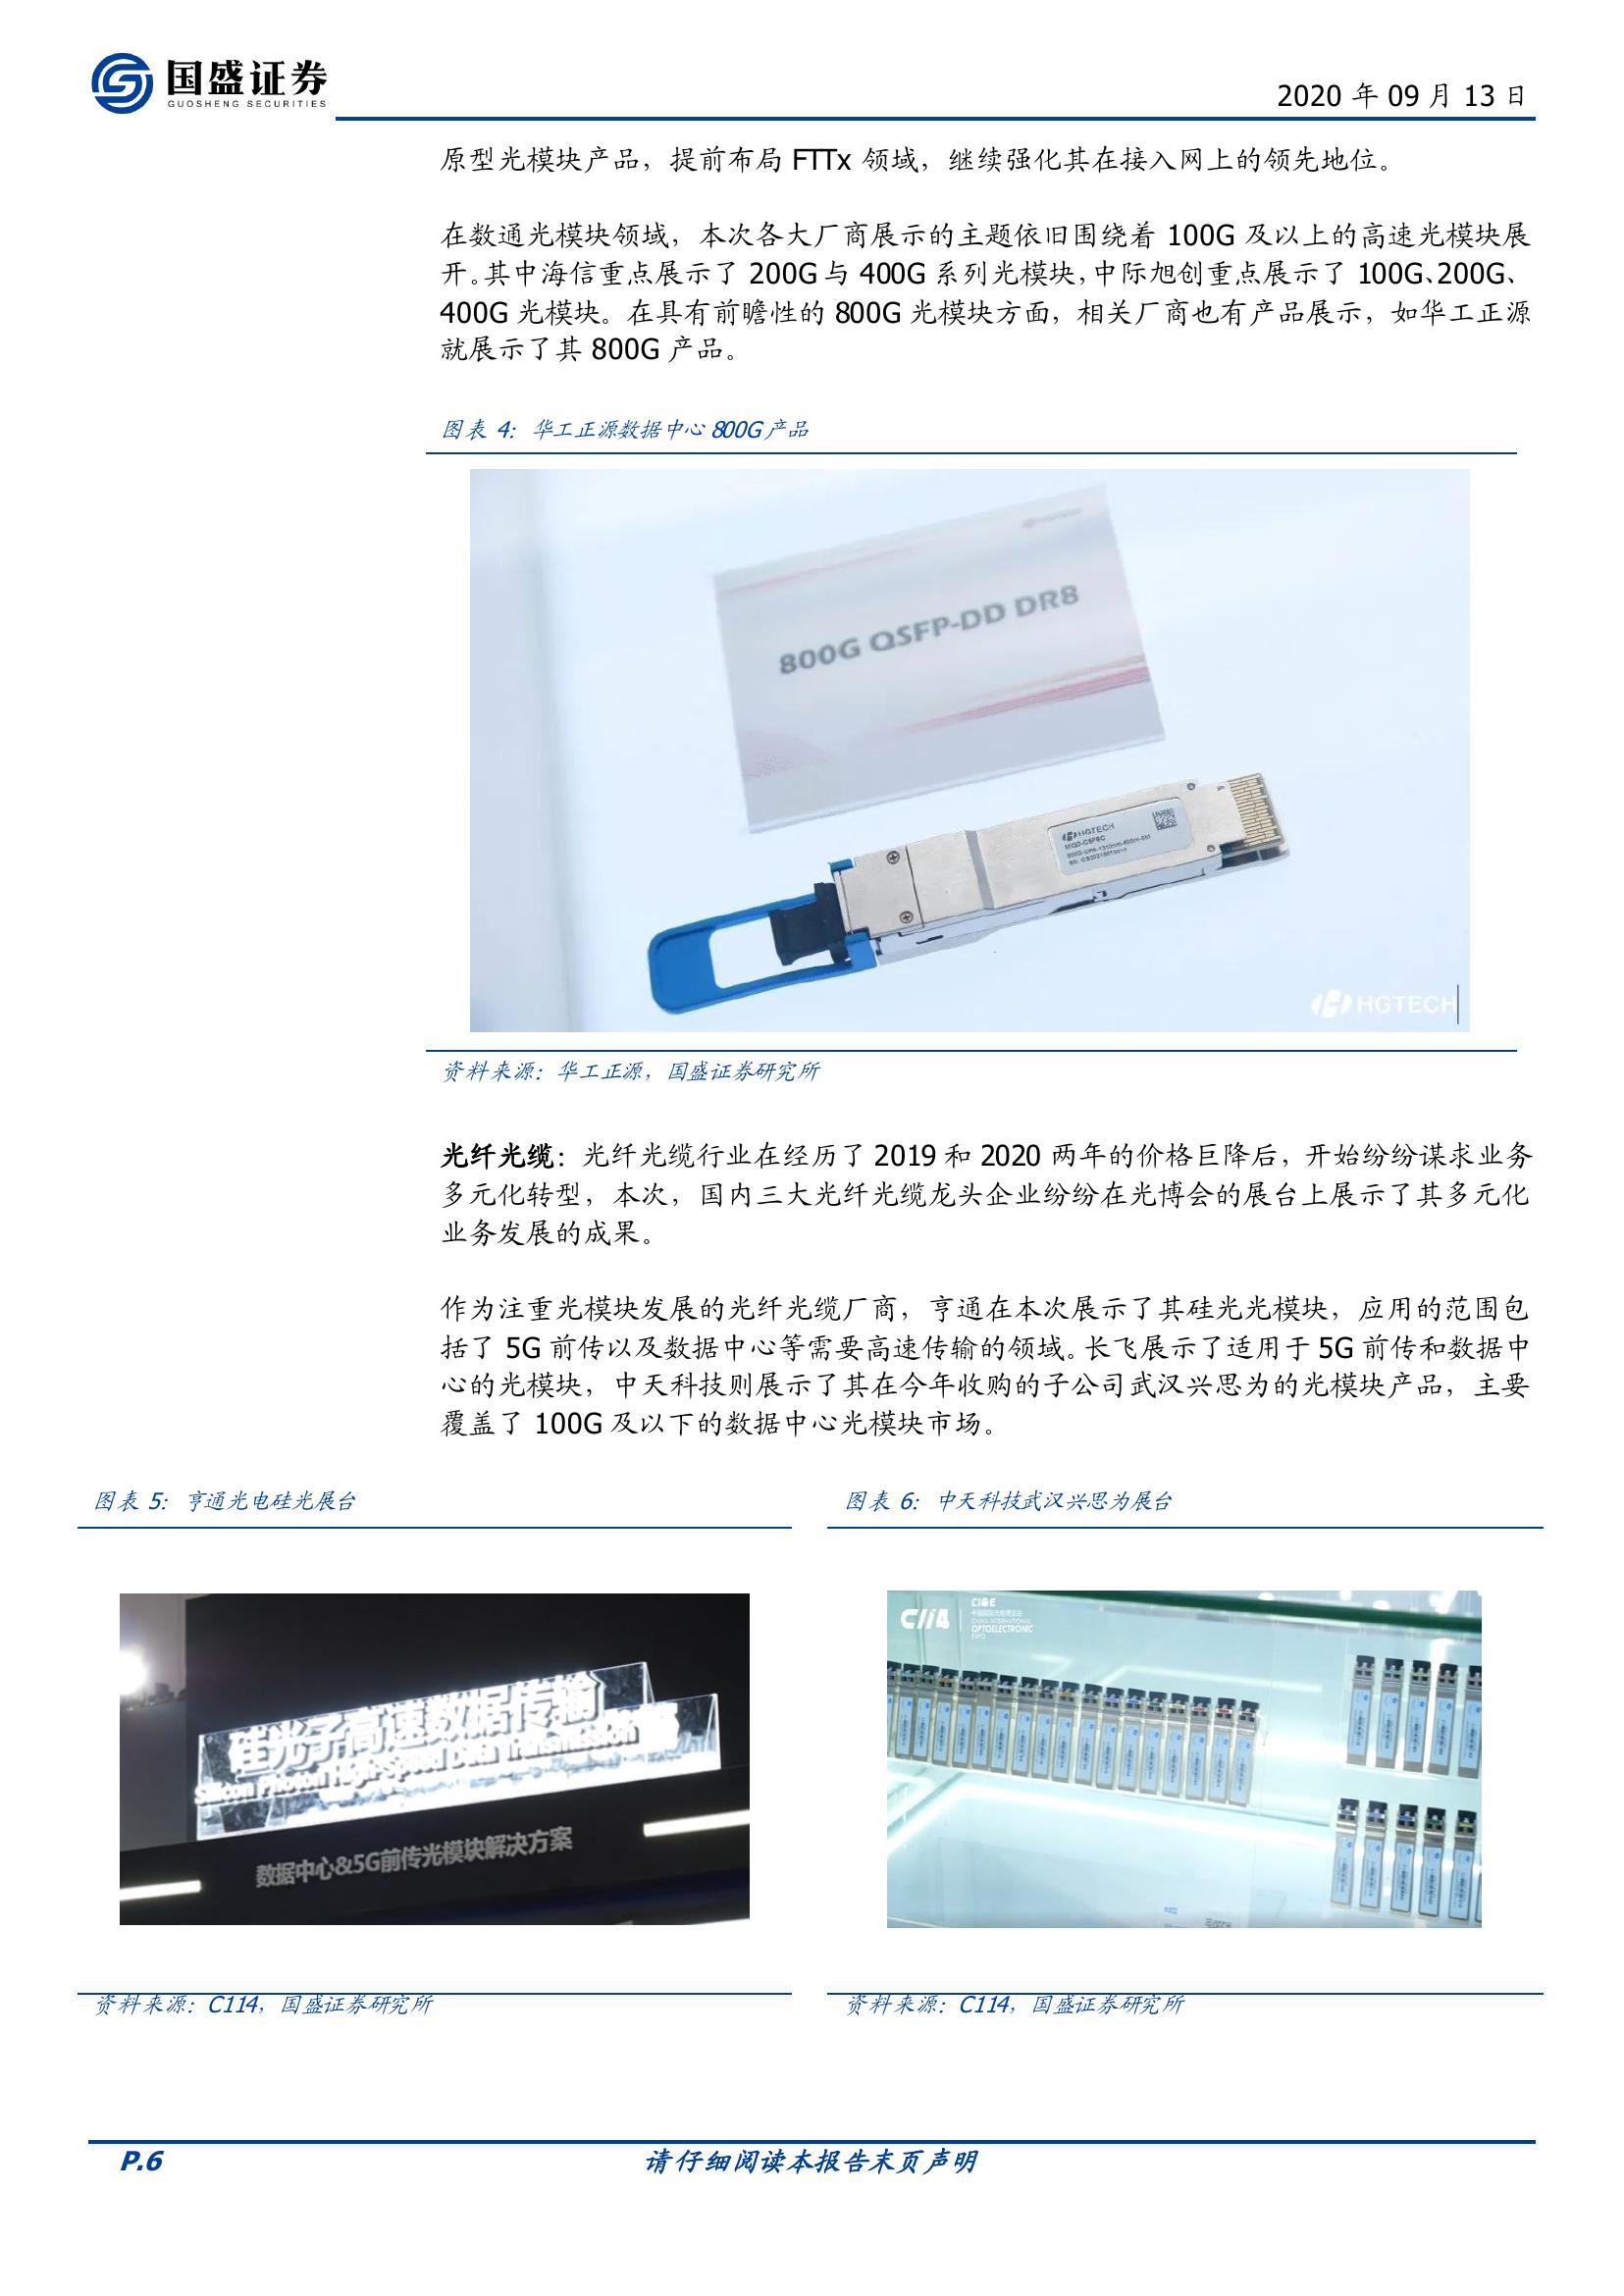 国盛证券
GUOSHENG SECURITIES
2020 年 09 月 13 日
原型光模块产品，提前布局 FTTx 领域，继续强化其在接入网上的领先地位。
在数通光模块领域，本次各大厂商展示的主题依旧围绕着 100G 及以上的高速光模块展
开。其中海信重点展示了 200G 与 400G 系列光模块，中际旭创重点展示了 100G、200G、
400G 光模块。在具有前瞻性的 800G 光模块方面，相关厂商也有产品展示，如华工正源
就展示了其 800G 产品。
图表 4：华工正源数据中心 800G 产品
800G QSFP-DD DR8
HGTECH
HGTECH
资料来源：华工正源，国盛证券研究所
光纤光缆：光纤光缆行业在经历了 2019 和 2020 两年的价格巨降后，开始纷纷谋求业务
多元化转型，本次，国内三大光纤光缆龙头企业纷纷在光博会的展台上展示了其多元化
业务发展的成果。
作为注重光模块发展的光纤光缆厂商，亨通在本次展示了其硅光光模块，应用的范围包
括了 5G 前传以及数据中心等需要高速传输的领域。长飞展示了适用于 5G 前传和数据中
心的光模块，中天科技则展示了其在今年收购的子公司武汉兴思为的光模块产品，主要
覆盖了 100G 及以下的数据中心光模块市场。
图表 5：亨通光电硅光展台
图表 6：中天科技武汉兴思为展台
硅光子高速数据传输
Silicon Photon High-Speed Data Transmission
数据中心&5G前传光模块解决方案
C114
CIOE
中国国际光电博览会
CHINA INTERNATIONAL
OPTOELECTRONIC
EXPO
资料来源：C114，国盛证券研究所
资料来源：C114，国盛证券研究所
P.6
请仔细阅读本报告末页声明